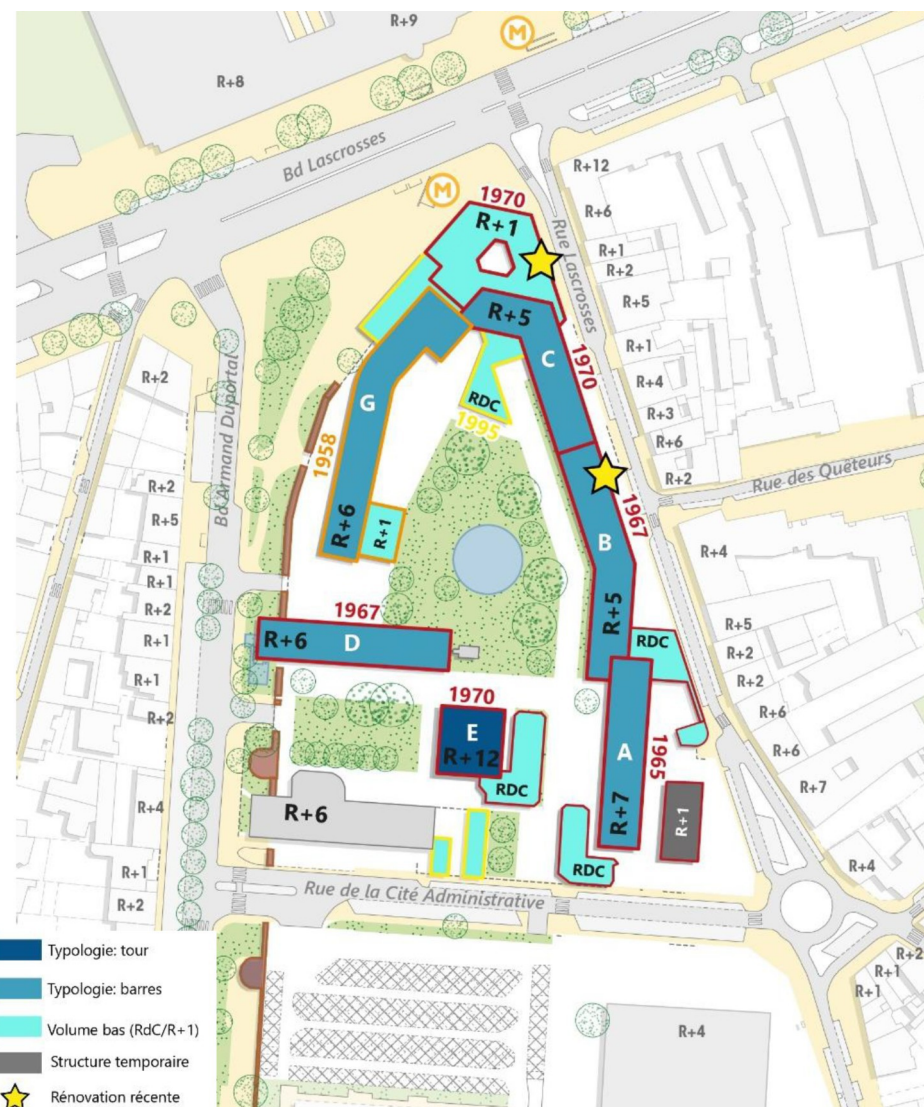 R+9
M
R+8
Bd Lascrosses
R+12
M
1970
R+1
Rue Lascrosses
R+6
R+1
R+2
R+5
R+5
R+1
C
1970
R+2
G
RDC
R+4
1995
R+3
Bd Armand Duportal
1958
R+6
Rue des Quêteurs
R+2
R+2
1967
R+5
R+6
R+1
B
R+4
R+1
R+1
R+5
R+2
1967
R+5
R+1
R+6
D
RDC
R+2
R+1
R+2
1970
R+2
E
R+6
R+12
A
1965
R+6
RDC
R+7
R+7
R+4
R+6
R+1
RDC
R+4
R+1
Rue de la Cité Administrative
R+2
R+2
R+1
R+1
R+4
Typologie: tour
Typologie: barres
Volume bas (RdC/R+1)
Structure temporaire
Rénovation récente